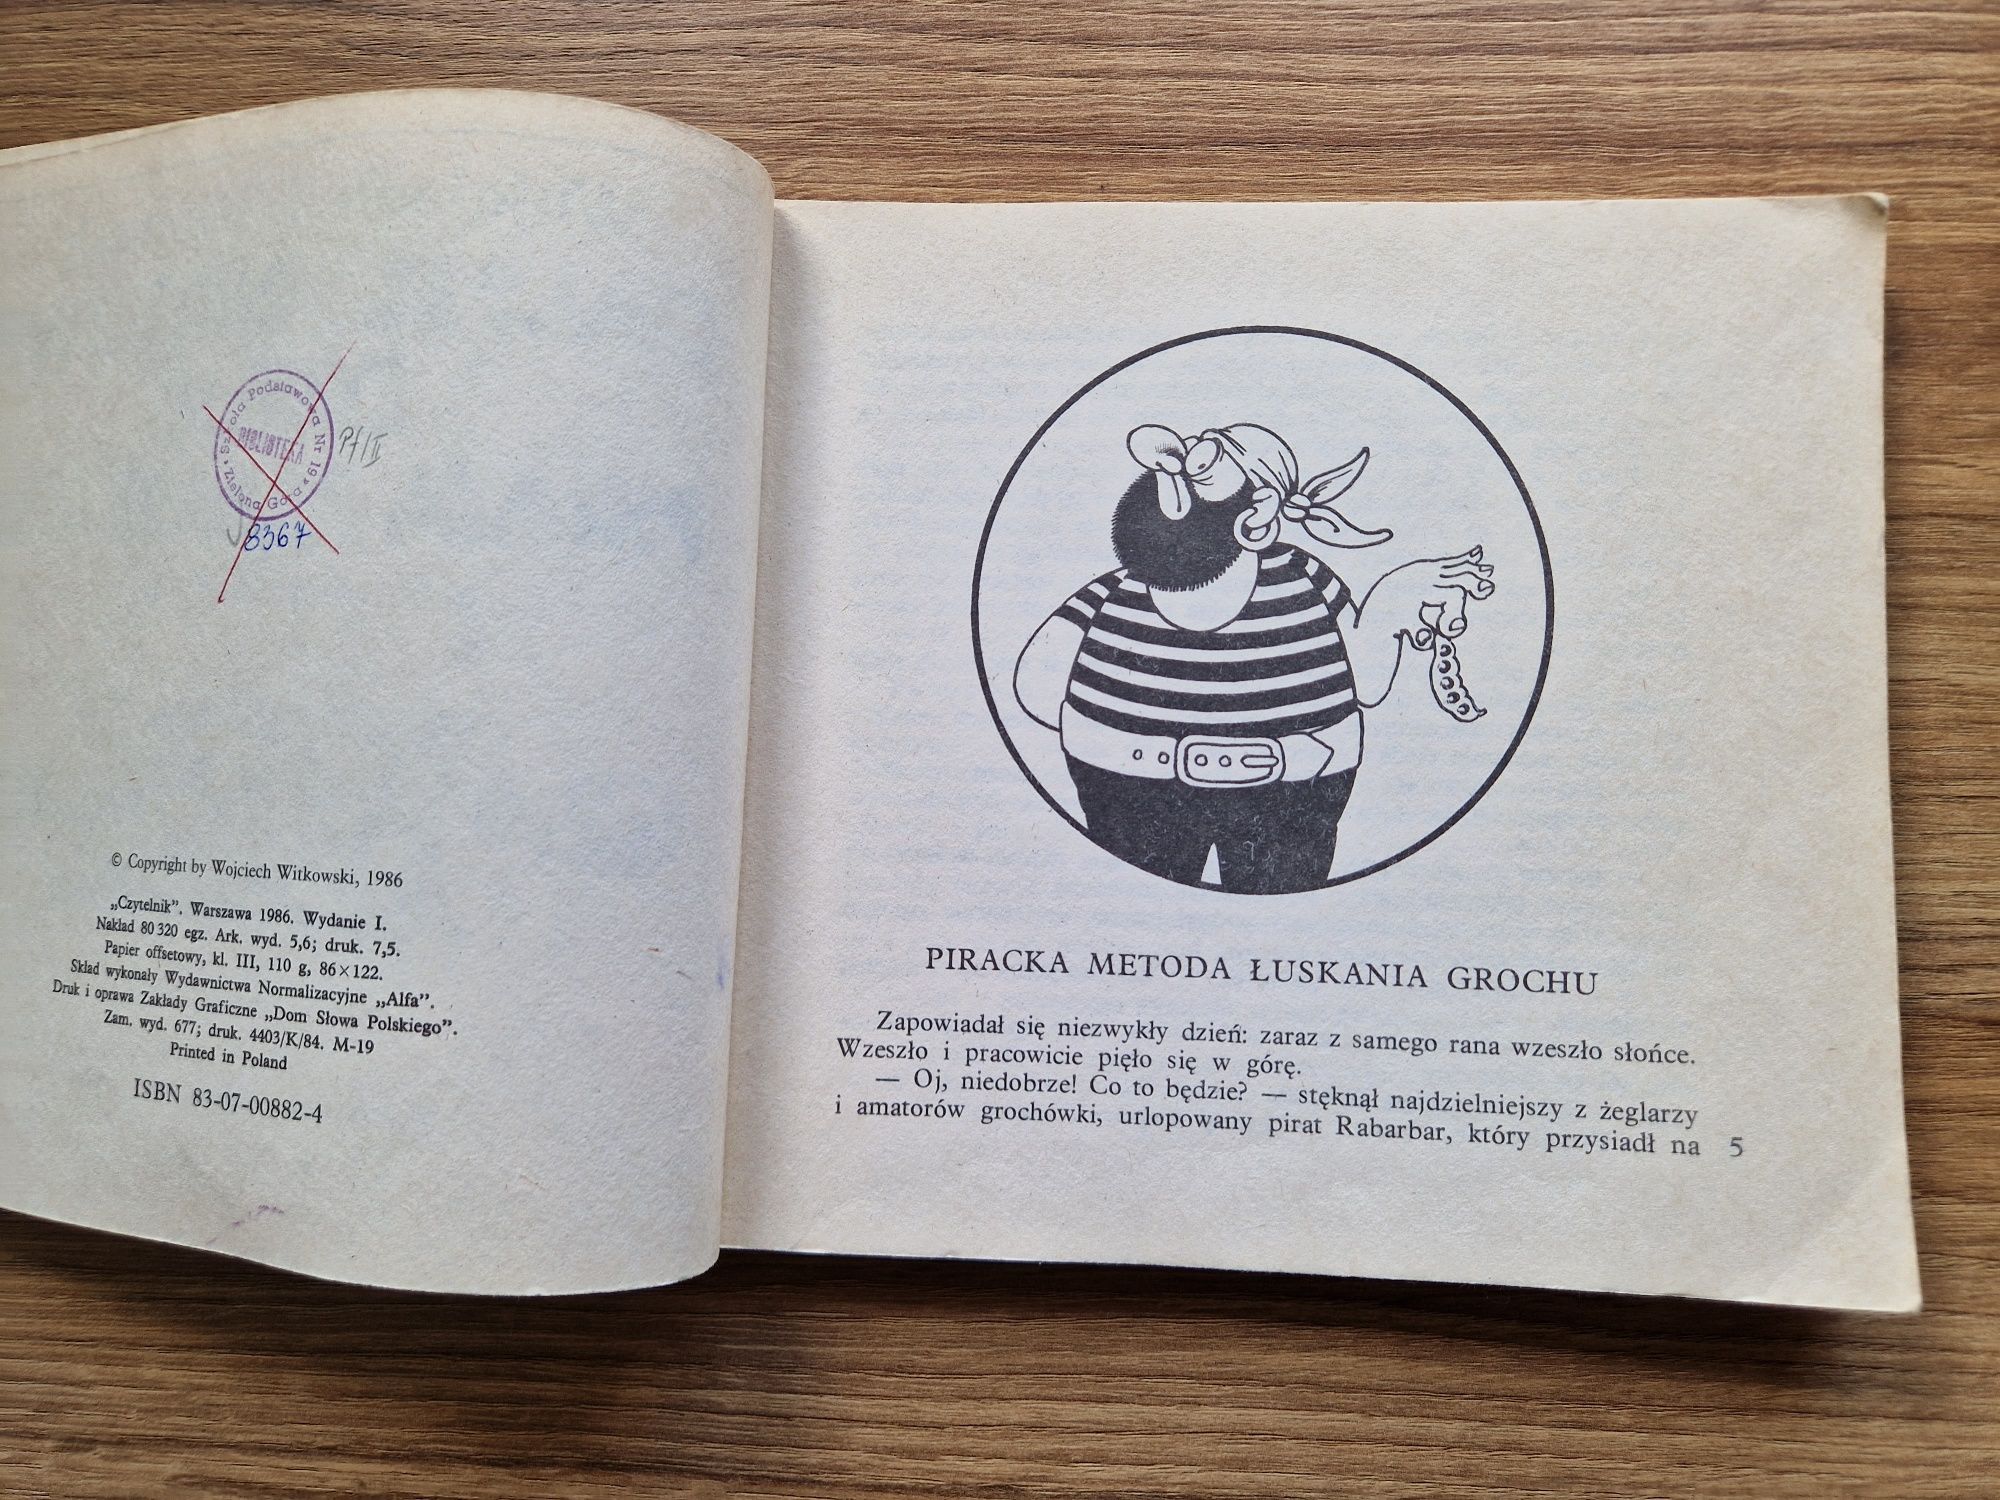 Szkoła Podstawowa Nr 19
BIBLIOTEKA
Zielona Góra
Pf/II
8367
© Copyright by Wojciech Witkowski, 1986
„Czytelnik”. Warszawa 1986. Wydanie I.
Nakład 80 320 egz. Ark. wyd. 5,6; druk. 7,5.
Papier offsetowy, kl. III, 110 g, 86×122.
Skład wykonały Wydawnictwa Normalizacyjne „Alfa”.
Druk i oprawa Zakłady Graficzne „Dom Słowa Polskiego”.
Zam. wyd. 677; druk. 4403/K/84. M-19
Printed in Poland
ISBN 83-07-00882-4
PIRACKA METODA ŁUSKANIA GROCHU
Zapowiadał się niezwykły dzień: zaraz z samego rana wzeszło słońce.
Wzeszło i pracowicie pięło się w górę.
— Oj, niedobrze! Co to będzie? — stęknął najdzielniejszy z żeglarzy
i amatorów grochówki, urlopowany pirat Rabarbar, który przysiadł na
5